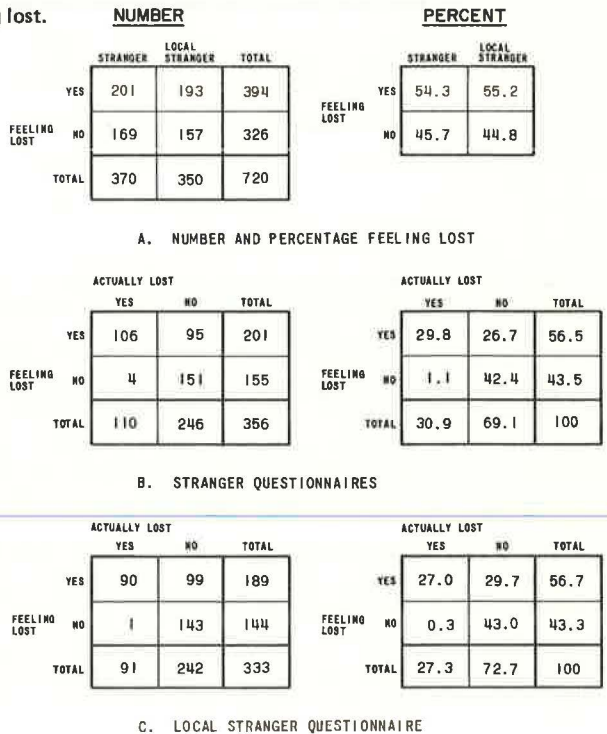 lost.
NUMBER PERCENT
STRANGER LOCAL STRANGER TOTAL STRANGER LOCAL STRANGER
YES 201 193 394 YES 54.3 55.2
FEELING LOST NO 169 157 326 FEELING LOST NO 45.7 44.8
TOTAL 370 350 720
A. NUMBER AND PERCENTAGE FEELING LOST
ACTUALLY LOST ACTUALLY LOST
YES NO TOTAL YES NO TOTAL
YES 106 95 201 YES 29.8 26.7 56.5
FEELING LOST NO 4 151 155 FEELING LOST NO 1.1 42.4 43.5
TOTAL 110 246 356 TOTAL 30.9 69.1 100
B. STRANGER QUESTIONNAIRES
ACTUALLY LOST ACTUALLY LOST
YES NO TOTAL YES NO TOTAL
YES 90 99 189 YES 27.0 29.7 56.7
FEELING LOST NO 1 143 144 FEELING LOST NO 0.3 43.0 43.3
TOTAL 91 242 333 TOTAL 27.3 72.7 100
C. LOCAL STRANGER QUESTIONNAIRE